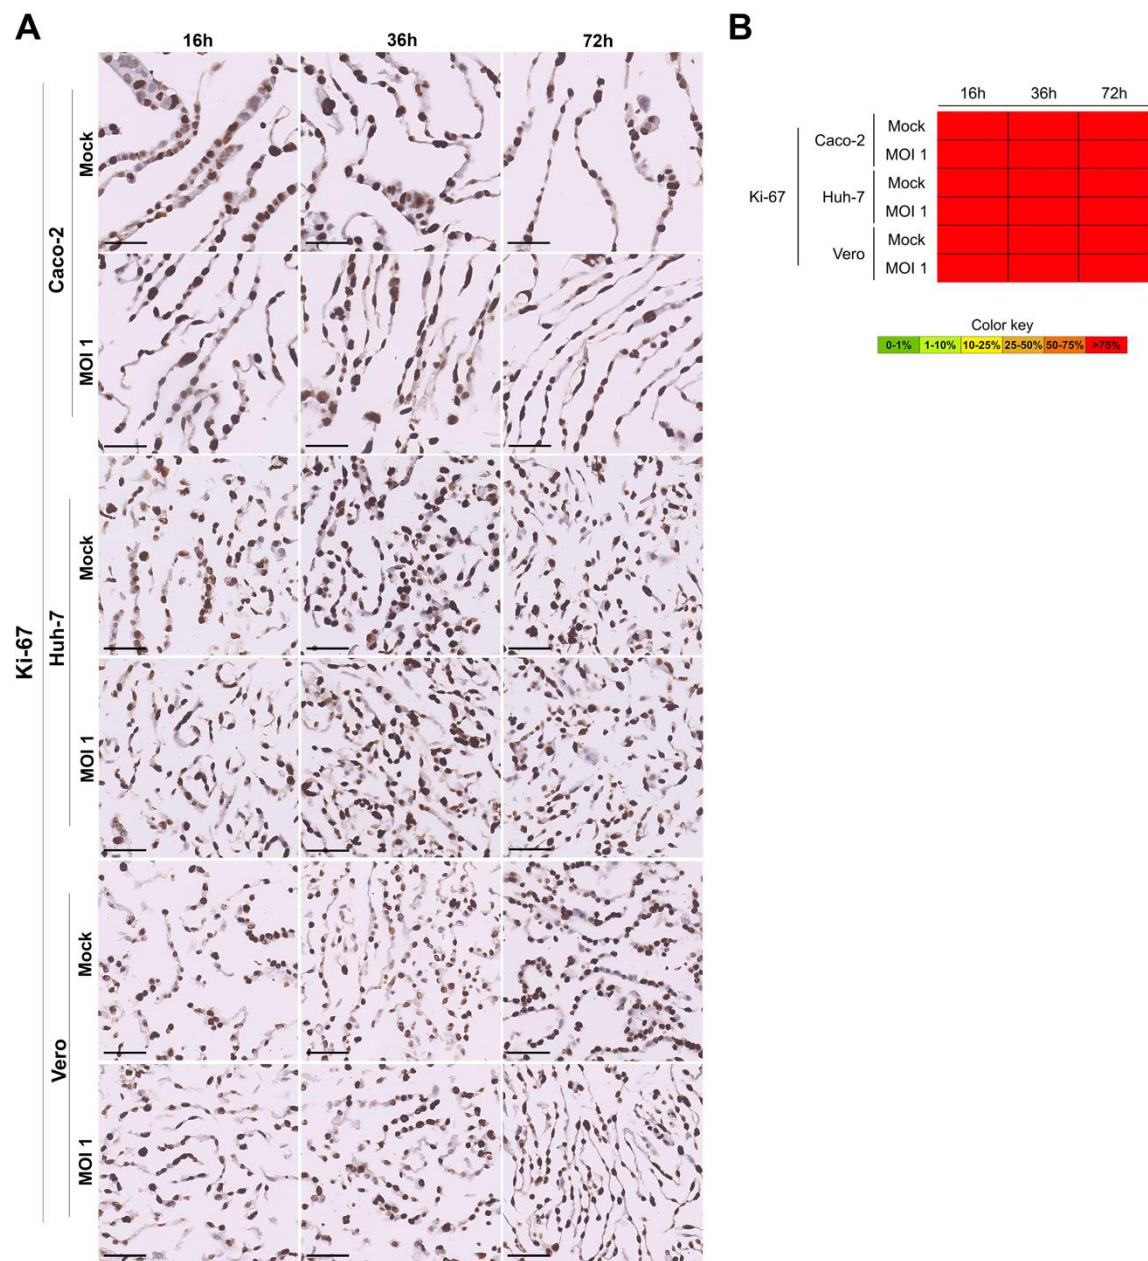 A
B
16h 36h 72h
Ki-67
Caco-2
Mock
MOI 1
Huh-7
Mock
MOI 1
Vero
Mock
MOI 1
16h 36h 72h
Ki-67
Caco-2
Mock
MOI 1
Huh-7
Mock
MOI 1
Vero
Mock
MOI 1
Color key
0-1% 1-10% 10-25% 25-50% 50-75% >75%